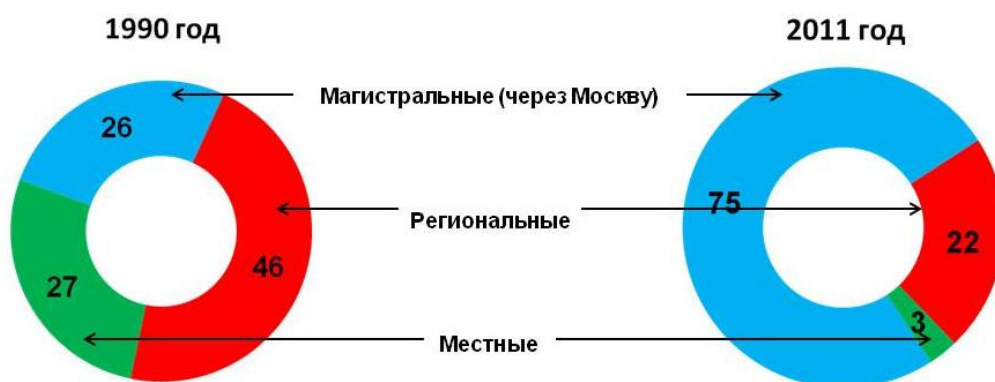 1990 год
2011 год
Магистральные (через Москву)
26
75
Региональные
22
46
27
3
Местные